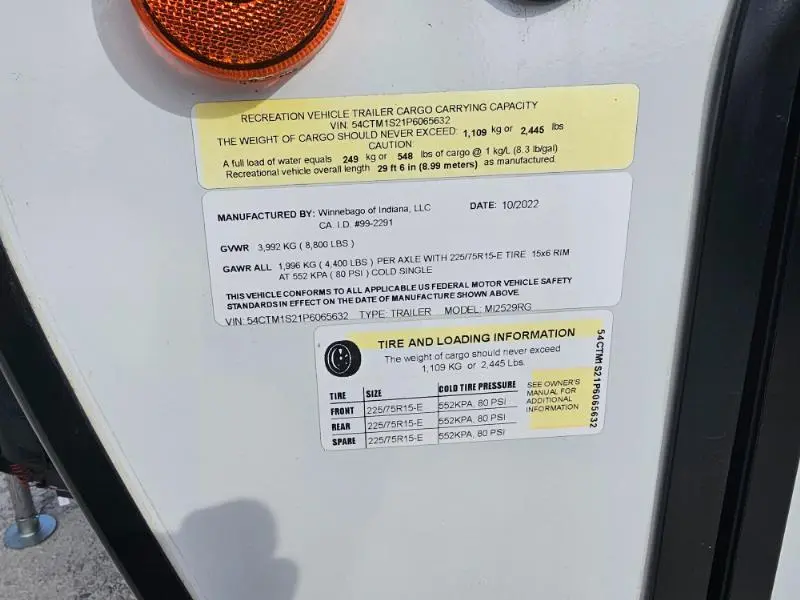 RECREATION VEHICLE TRAILER CARGO CARRYING CAPACITY
VIN: 54CTM1S21P6065632
THE WEIGHT OF CARGO SHOULD NEVER EXCEED: 1,109 kg or 2,445 lbs
CAUTION:
A full load of water equals 249 kg or 548 lbs of cargo @ 1 kg/L (8.3 lb/gal)
Recreational vehicle overall length 29 ft 6 in (8.99 meters) as manufactured.
MANUFACTURED BY: Winnebago of Indiana, LLC DATE: 10/2022
CA. I.D. #99-2291
GVWR 3,992 KG ( 8,800 LBS )
GAWR ALL 1,996 KG ( 4,400 LBS ) PER AXLE WITH 225/75R15-E TIRE 15x6 RIM
AT 552 KPA ( 80 PSI ) COLD SINGLE
THIS VEHICLE CONFORMS TO ALL APPLICABLE US FEDERAL MOTOR VEHICLE SAFETY
STANDARDS IN EFFECT ON THE DATE OF MANUFACTURE SHOWN ABOVE.
VIN: 54CTM1S21P6065632 TYPE: TRAILER MODEL: MI2529RG
TIRE AND LOADING INFORMATION
The weight of cargo should never exceed
1,109 KG or 2,445 Lbs.
TIRE SIZE COLD TIRE PRESSURE
FRONT 225/75R15-E 552KPA, 80 PSI
REAR 225/75R15-E 552KPA, 80 PSI
SPARE 225/75R15-E 552KPA, 80 PSI
SEE OWNER'S
MANUAL FOR
ADDITIONAL
INFORMATION
54CTM1S21P6065632